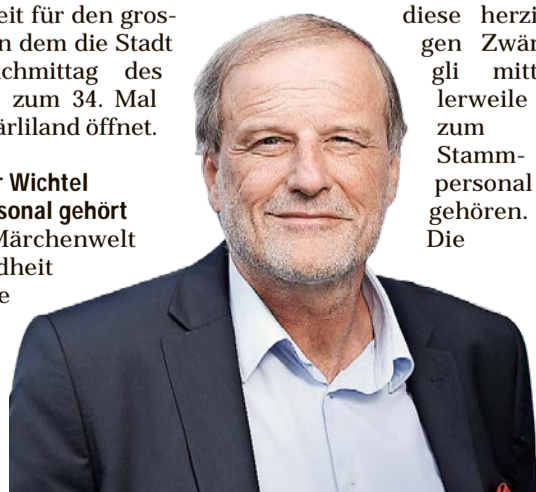 eit für den gros-
n dem die Stadt
chmittag des
zum 34. Mal
ärliland öffnet.
r Wichtel
sonal gehört
Märchenwelt
dheit
e
diese herzi
gen Zwär
gli mitt
lerweile
zum
Stamm-
personal
gehören.
Die